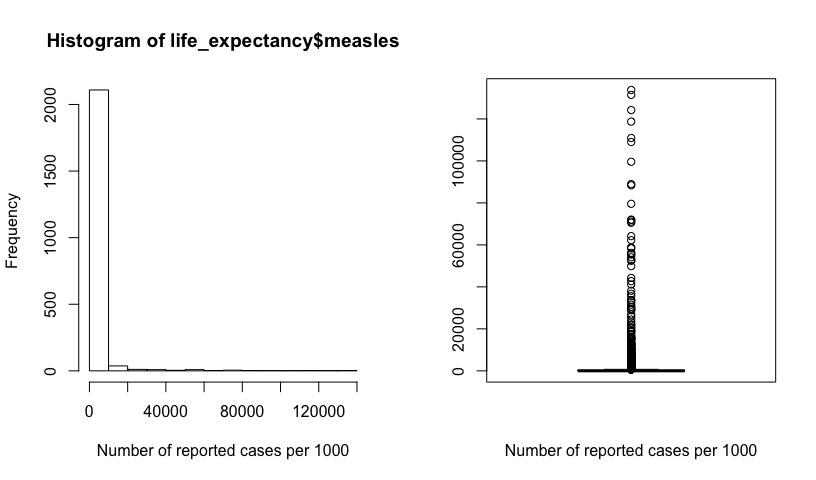 Histogram of life_expectancy$measles
Frequency
2000
1500
1000
500
0
0 40000 80000 120000
Number of reported cases per 1000
100000
60000
20000
0
Number of reported cases per 1000